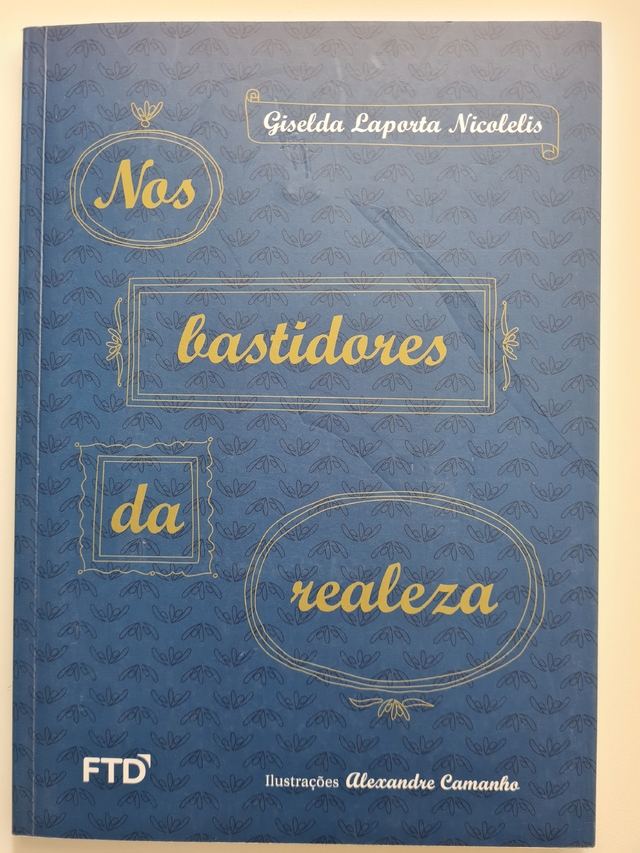 Giselda Laporta Nicolelis
Nos
bastidores
da
realeza
FTD
Ilustrações Alexandre Camanho